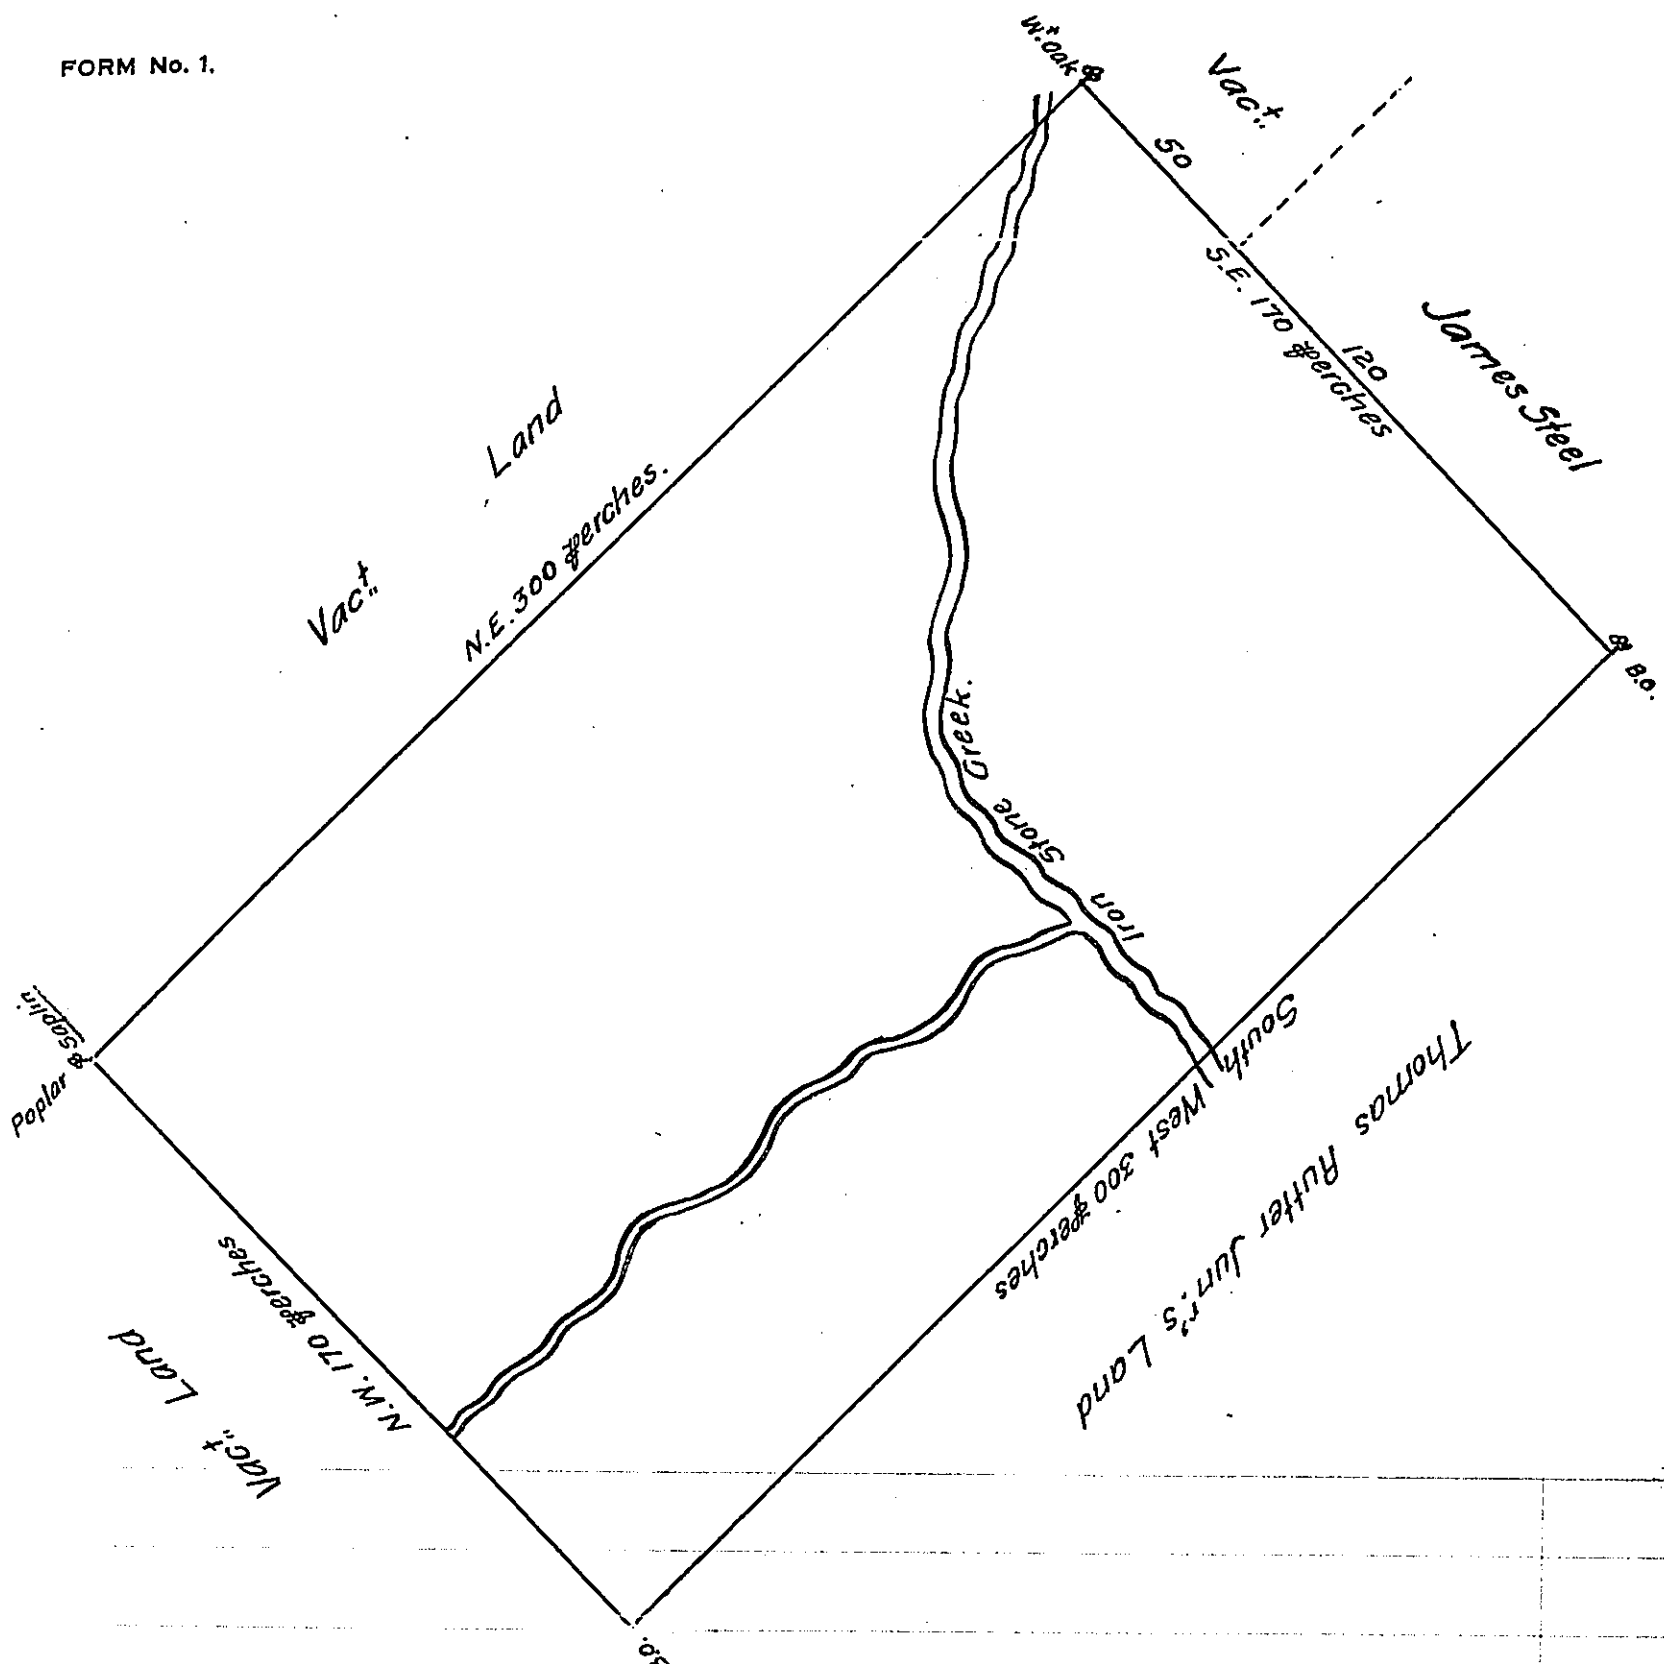 FORM No. 1.
W.t oak
Vac.t
50
S.E. 170 perches
120
James Steel
B.O.
Vac.t Land
N.E. 300 perches.
Iron Stone Creek.
Saplin
Poplar
South West 300 perches
Thomas Rutter Jun.r's Land
N.W. 170 perches
Vac.t Land